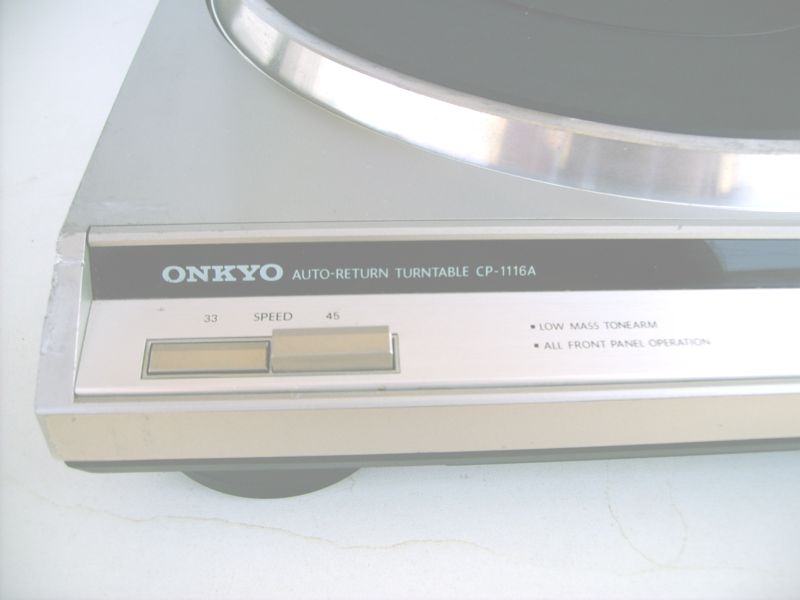 ONKYO AUTO-RETURN TURNTABLE CP-1116A
33 SPEED 45
▪ LOW MASS TONEARM
▪ ALL FRONT PANEL OPERATION